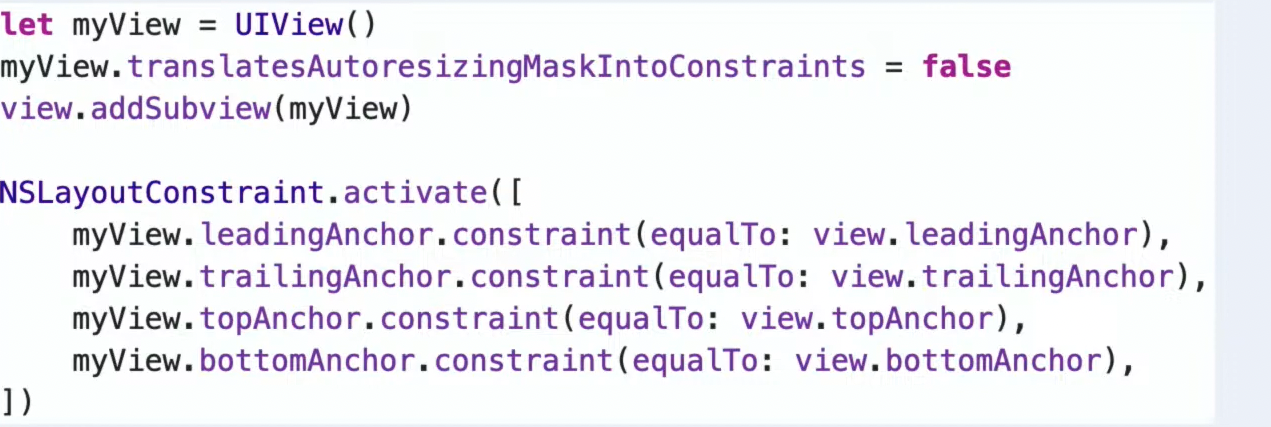 let myView = UIView()
myView.translatesAutoresizingMaskIntoConstraints = false
view.addSubview(myView)

NSLayoutConstraint.activate([
    myView.leadingAnchor.constraint(equalTo: view.leadingAnchor),
    myView.trailingAnchor.constraint(equalTo: view.trailingAnchor),
    myView.topAnchor.constraint(equalTo: view.topAnchor),
    myView.bottomAnchor.constraint(equalTo: view.bottomAnchor),
])